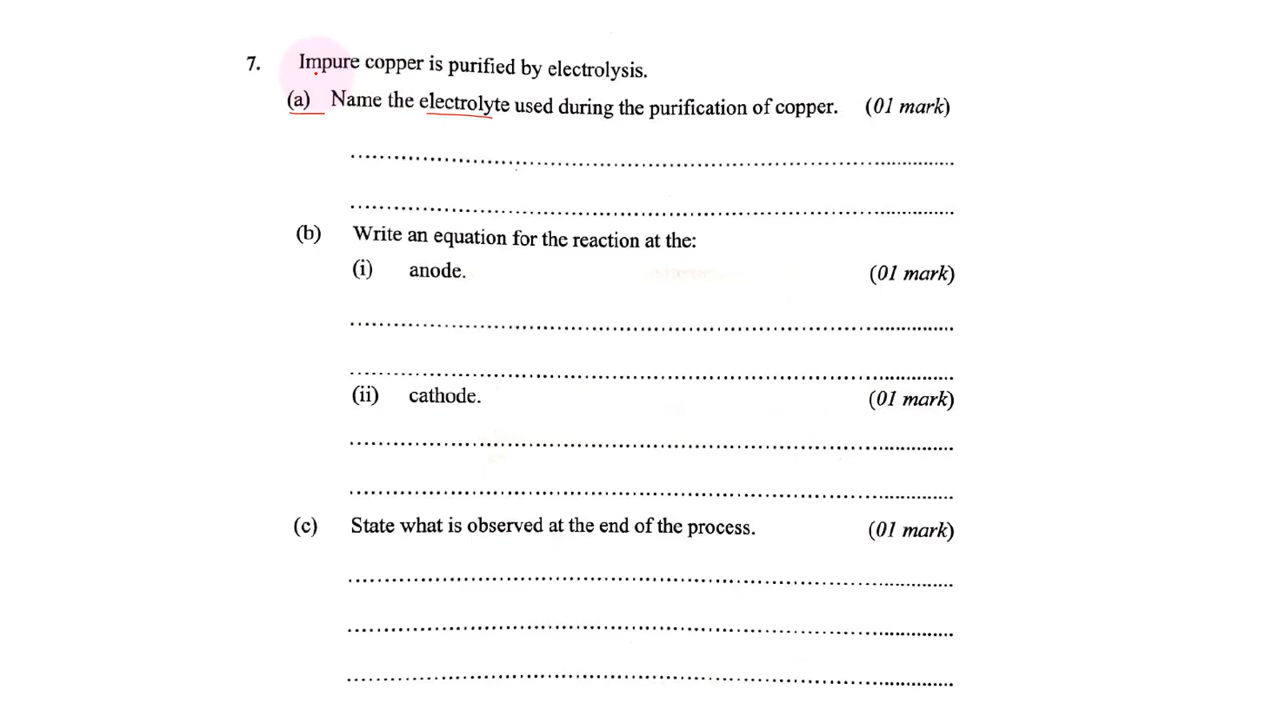 7. Impure copper is purified by electrolysis.
(a) Name the electrolyte used during the purification of copper. (01 mark)
(b) Write an equation for the reaction at the:
(i) anode. (01 mark)
(ii) cathode. (01 mark)
(c) State what is observed at the end of the process. (01 mark)